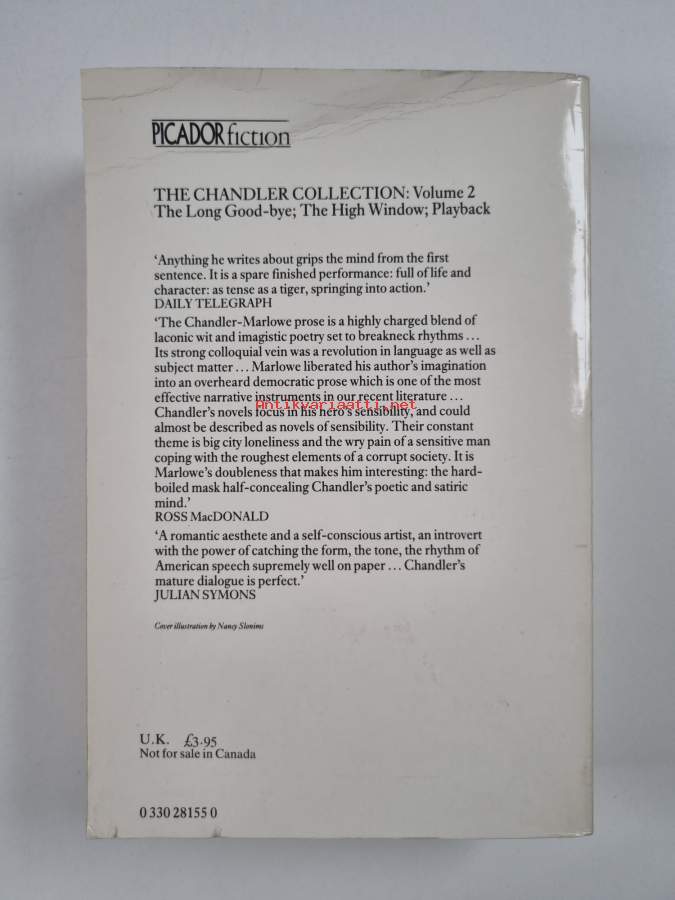 PICADOR fiction
THE CHANDLER COLLECTION: Volume 2
The Long Good-bye; The High Window; Playback
‘Anything he writes about grips the mind from the first
sentence. It is a spare finished performance: full of life and
character: as tense as a tiger, springing into action.’
DAILY TELEGRAPH
‘The Chandler-Marlowe prose is a highly charged blend of
laconic wit and imagistic poetry set to breakneck rhythms ...
Its strong colloquial vein was a revolution in language as well as
subject matter ... Marlowe liberated his author’s imagination
into an overheard democratic prose which is one of the most
effective narrative instruments in our recent literature ...
Antikvariaatti.net
Chandler’s novels focus in his hero’s sensibility, and could
almost be described as novels of sensibility. Their constant
theme is big city loneliness and the wry pain of a sensitive man
coping with the roughest elements of a corrupt society. It is
Marlowe’s doubleness that makes him interesting: the hard-
boiled mask half-concealing Chandler’s poetic and satiric
mind.’
ROSS MacDONALD
‘A romantic aesthete and a self-conscious artist, an introvert
with the power of catching the form, the tone, the rhythm of
American speech supremely well on paper ... Chandler’s
mature dialogue is perfect.’
JULIAN SYMONS
Cover illustration by Nancy Slonims
U.K. £3.95
Not for sale in Canada
0 330 28155 0